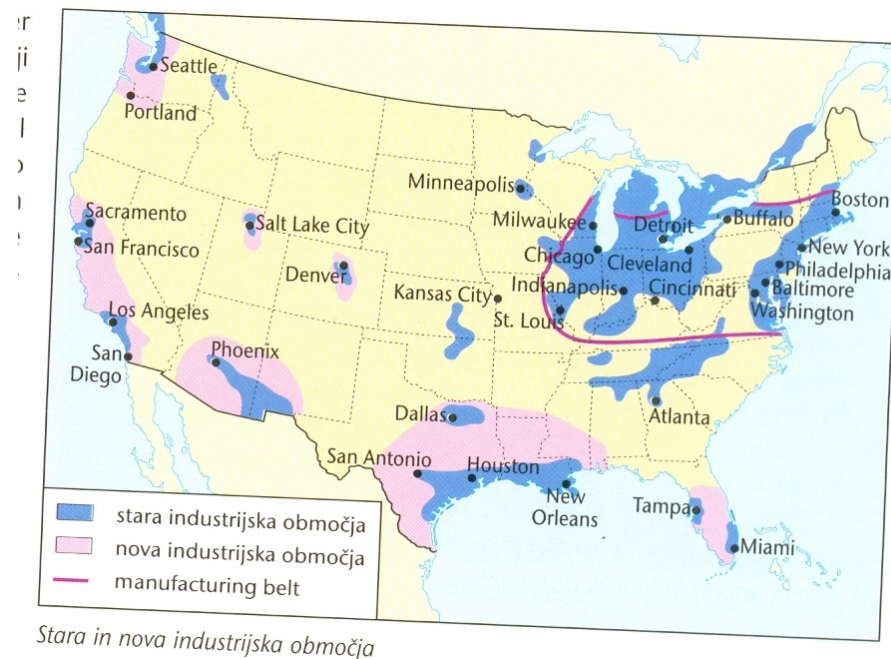 er
ji
e
Seattle
Portland
Minneapolis
Milwaukee
Detroit
Buffalo
Boston
Sacramento
San Francisco
Salt Lake City
Denver
Chicago
Cleveland
New York
Philadelphia
Baltimore
Washington
Indianapolis
Cincinnati
Kansas City
St. Louis
Los Angeles
San
Diego
Phoenix
Dallas
Atlanta
San Antonio
Houston
New
Orleans
Tampa
Miami
stara industrijska območja
nova industrijska območja
manufacturing belt
Stara in nova industrijska območja